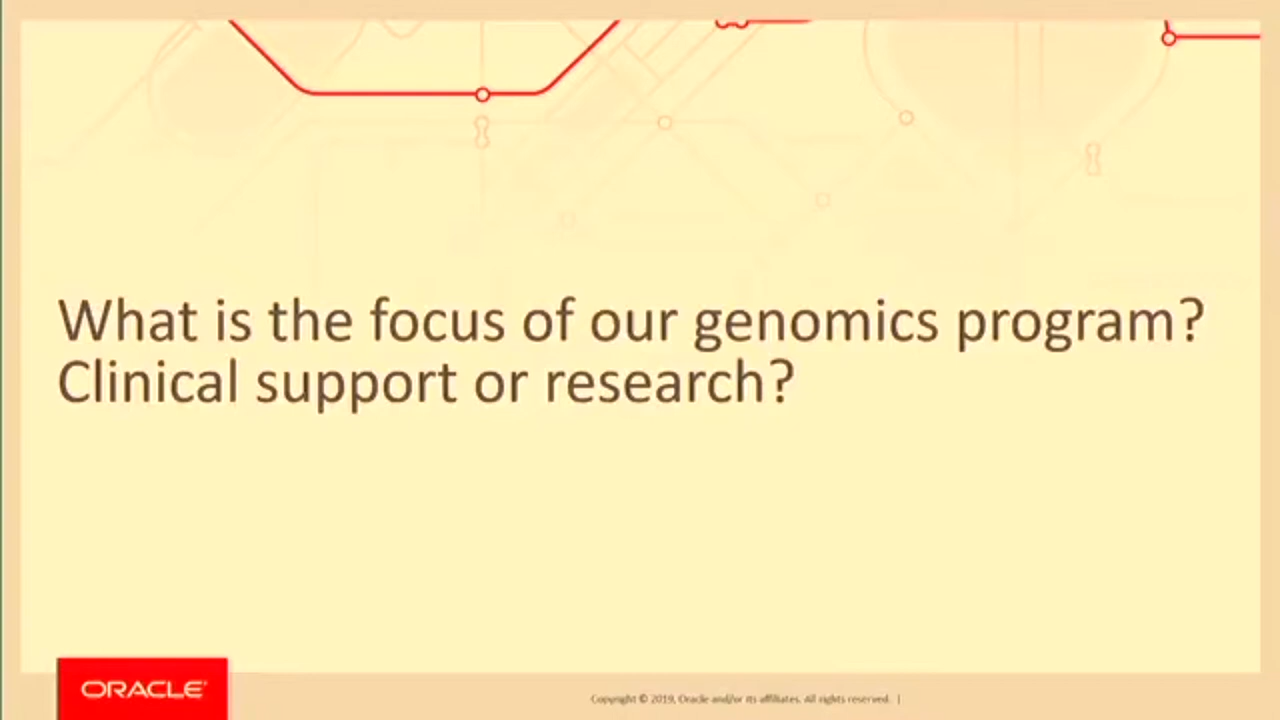 What is the focus of our genomics program?
Clinical support or research?
ORACLE
Copyright © 2019, Oracle and/or its affiliates. All rights reserved. |